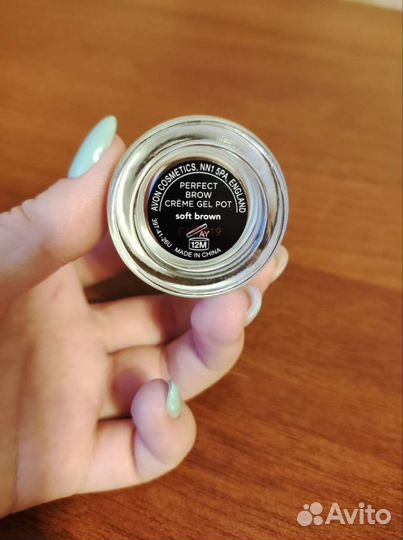 AVON COSMETICS, NN1 5PA, ENGLAND
PERFECT
BROW
CRÈME GEL POT
soft brown
12M
MADE IN CHINA
Avito